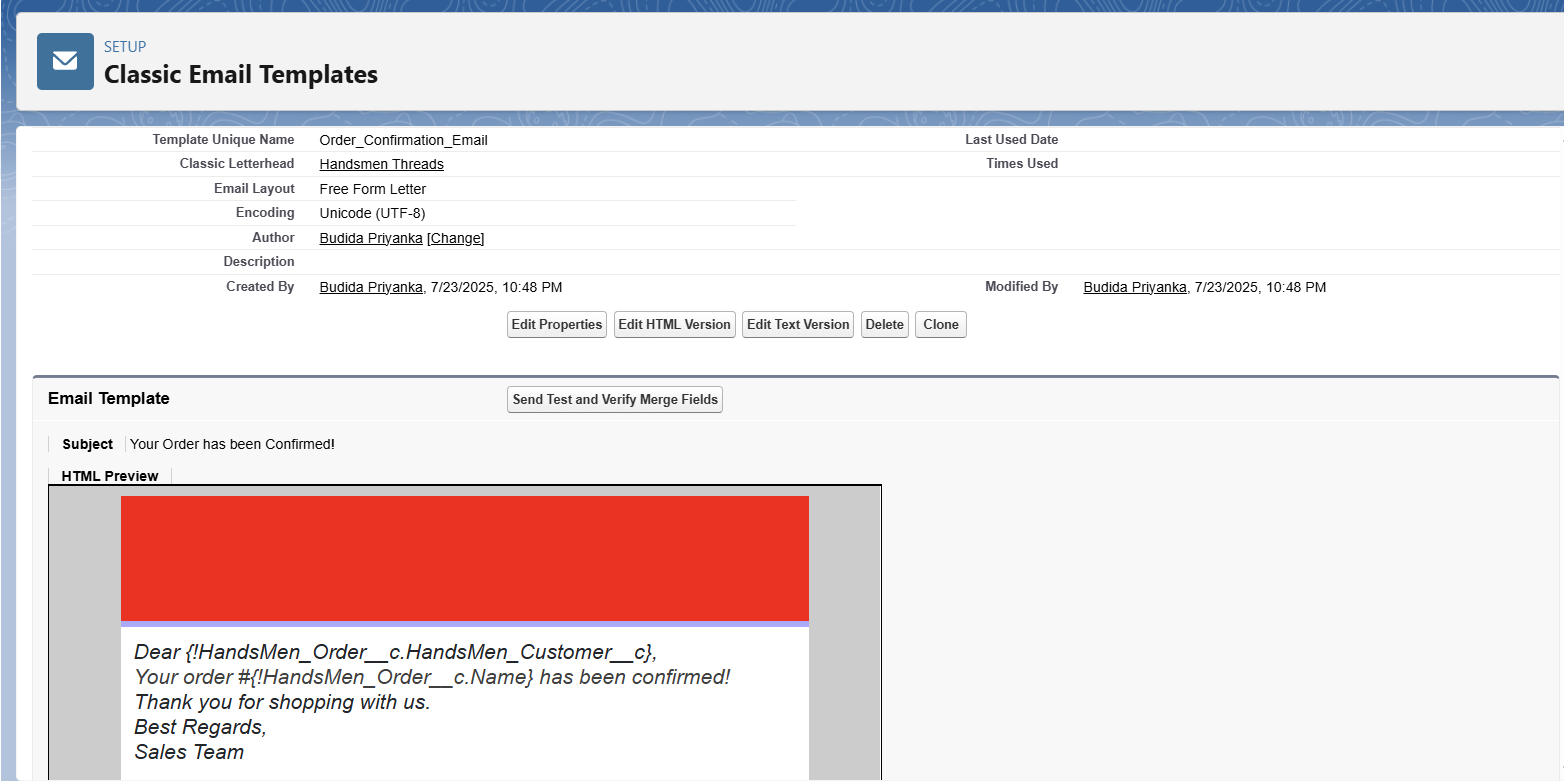 SETUP
Classic Email Templates
Template Unique Name Order_Confirmation_Email Last Used Date
Classic Letterhead Handsmen Threads Times Used
Email Layout Free Form Letter
Encoding Unicode (UTF-8)
Author Budida Priyanka [Change]
Description
Created By Budida Priyanka, 7/23/2025, 10:48 PM Modified By Budida Priyanka, 7/23/2025, 10:48 PM
Edit Properties Edit HTML Version Edit Text Version Delete Clone
Email Template Send Test and Verify Merge Fields
Subject Your Order has been Confirmed!
HTML Preview
Dear {!HandsMen_Order__c.HandsMen_Customer__c},
Your order #{!HandsMen_Order__c.Name} has been confirmed!
Thank you for shopping with us.
Best Regards,
Sales Team